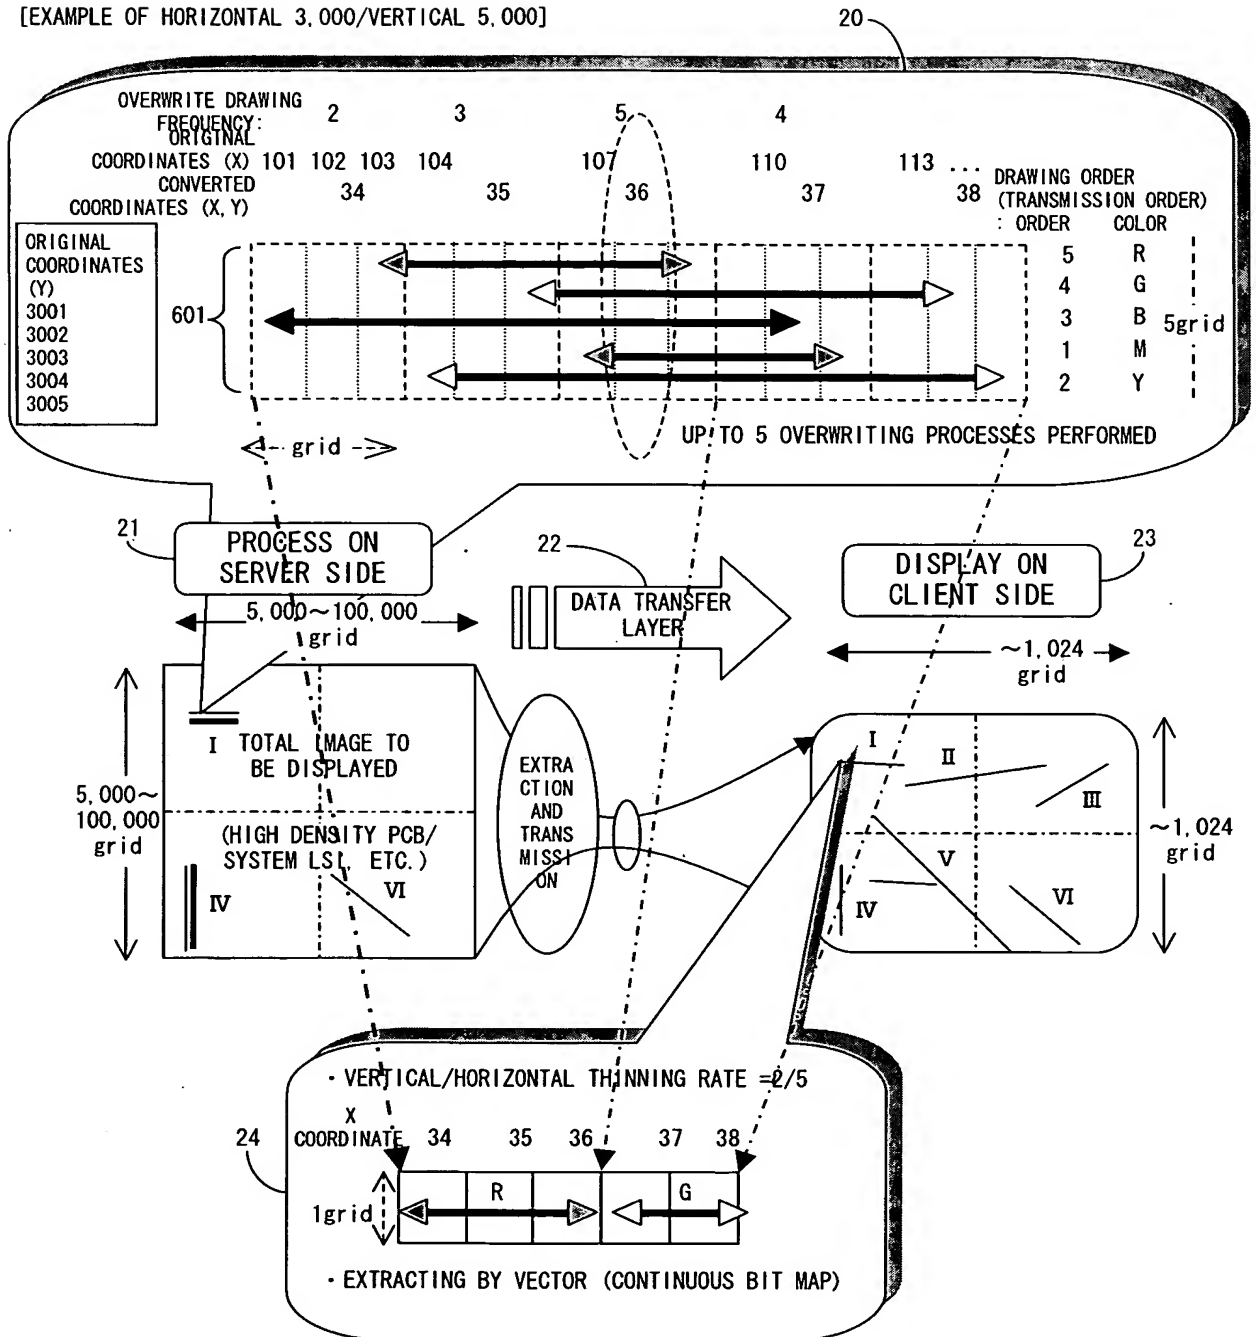 [EXAMPLE OF HORIZONTAL 3,000/VERTICAL 5,000]
20
OVERWRITE DRAWING
FREQUENCY:
2 3 5 4
ORIGTNAL
COORDINATES (X) 101 102 103 104 107 110 113 ...
CONVERTED
COORDINATES (X,Y)
34 35 36 37 38
DRAWING ORDER
(TRANSMISSION ORDER)
: ORDER COLOR
ORIGINAL
COORDINATES
(Y)
3001
3002
3003
3004
3005
601
5 R
4 G
3 B
1 M
2 Y
5grid
grid
UP TO 5 OVERWRITING PROCESSES PERFORMED
21
PROCESS ON
SERVER SIDE
22
DATA TRANSFER
LAYER
23
DISPLAY ON
CLIENT SIDE
5,000~100,000
grid
~1,024
grid
I TOTAL IMAGE TO
BE DISPLAYED
5,000~
100,000
grid
(HIGH DENSITY PCB/
SYSTEM LSI, ETC.)
IV VI
EXTRA
CTION
AND
TRANS
MISSI
ON
I II III
V
IV VI
~1,024
grid
· VERTICAL/HORIZONTAL THINNING RATE =2/5
24
X
COORDINATE 34 35 36 37 38
R G
1grid
· EXTRACTING BY VECTOR (CONTINUOUS BIT MAP)